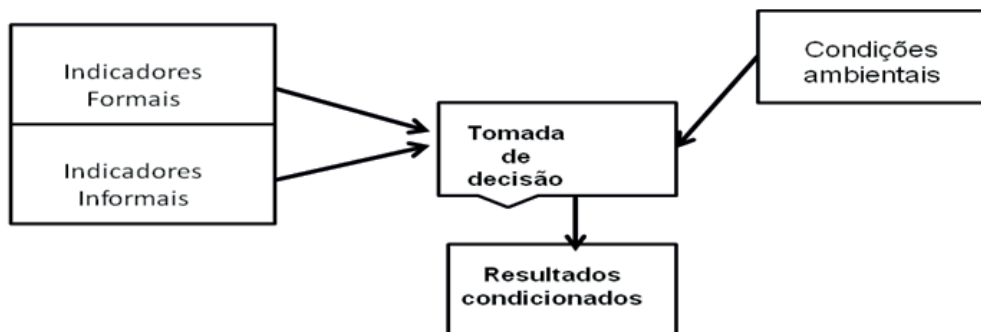 Indicadores
Formais
Indicadores
Informais
Tomada
de
decisão
Condições
ambientais
Resultados
condicionados